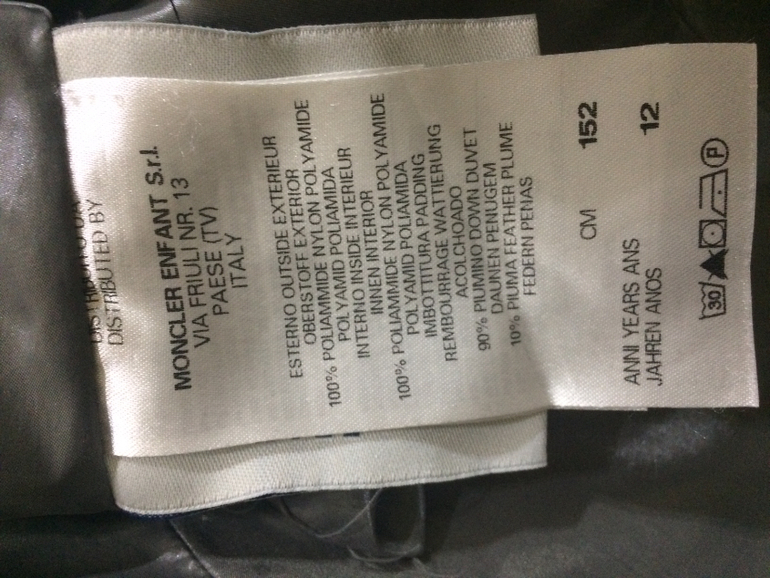 DISTRIBUTED BY
MONCLER ENFANT S.r.l.
VIA FRIULI NR. 13
PAESE (TV)
ITALY
ESTERNO OUTSIDE EXTERIEUR
OBERSTOFF EXTERIOR
100% POLIAMMIDE NYLON POLYAMIDE
POLYAMID POLIAMIDA
INTERNO INSIDE INTERIEUR
INNEN INTERIOR
100% POLIAMMIDE NYLON POLYAMIDE
POLYAMID POLIAMIDA
IMBOTTITURA PADDING
REMBOURRAGE WATTIERUNG
ACOLCHOADO
90% PIUMINO DOWN DUVET
DAUNEN PENUGEM
10% PIUMA FEATHER PLUME
FEDERN PENAS
CM 152
ANNI YEARS ANS 12
JAHREN ANOS
30 P